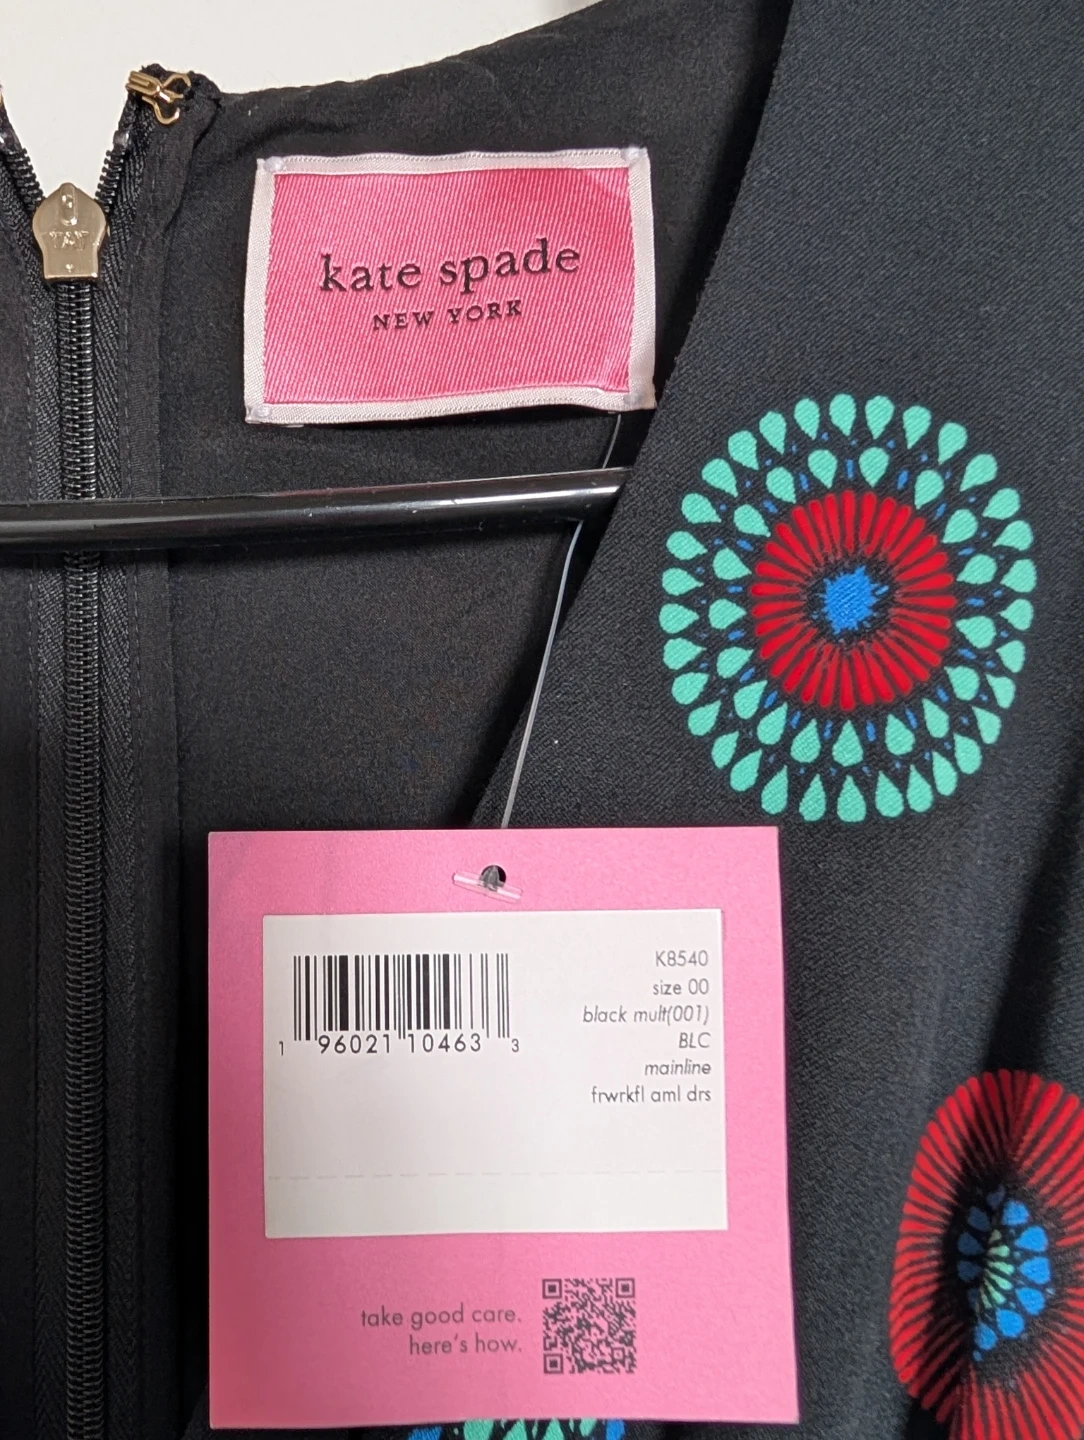 kate spade
NEW YORK
K8540
size 00
black mult(001)
BLC
mainline
frwrkfl aml drs
1 96021 10463 3
take good care.
here's how.